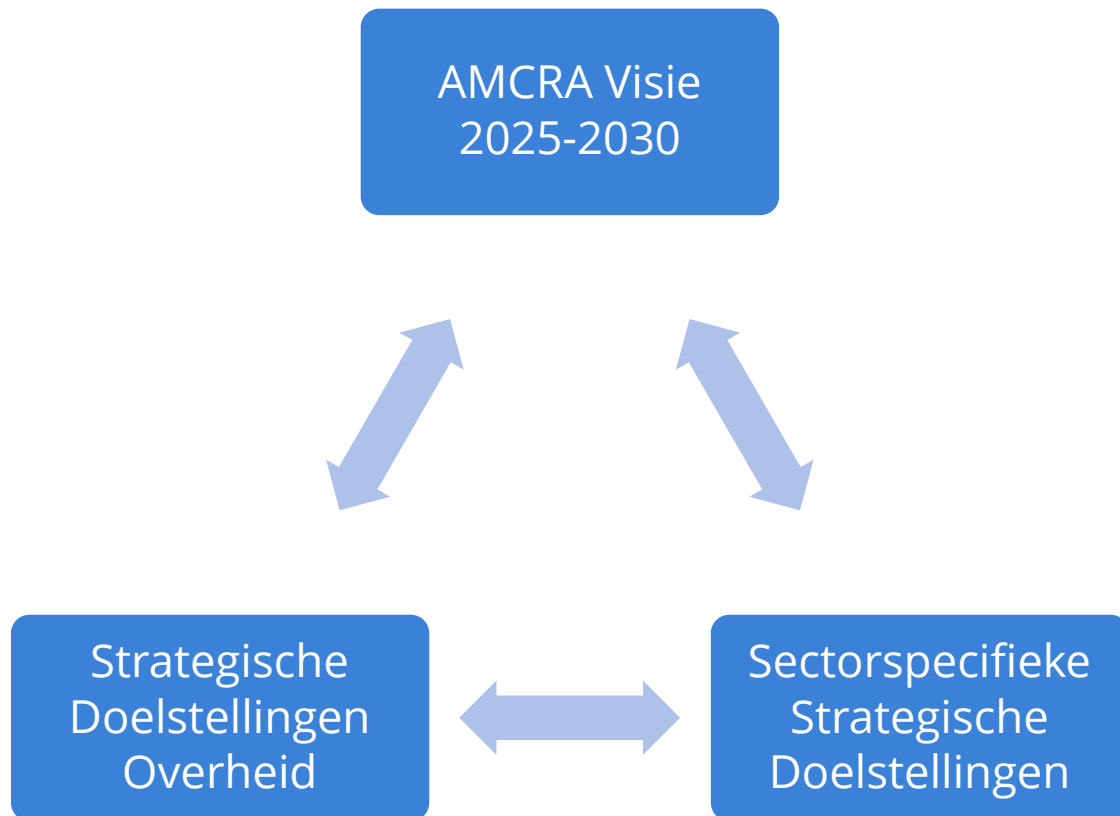 AMCRA Visie
2025-2030
Strategische
Doelstellingen
Overheid
Sectorspecifieke
Strategische
Doelstellingen